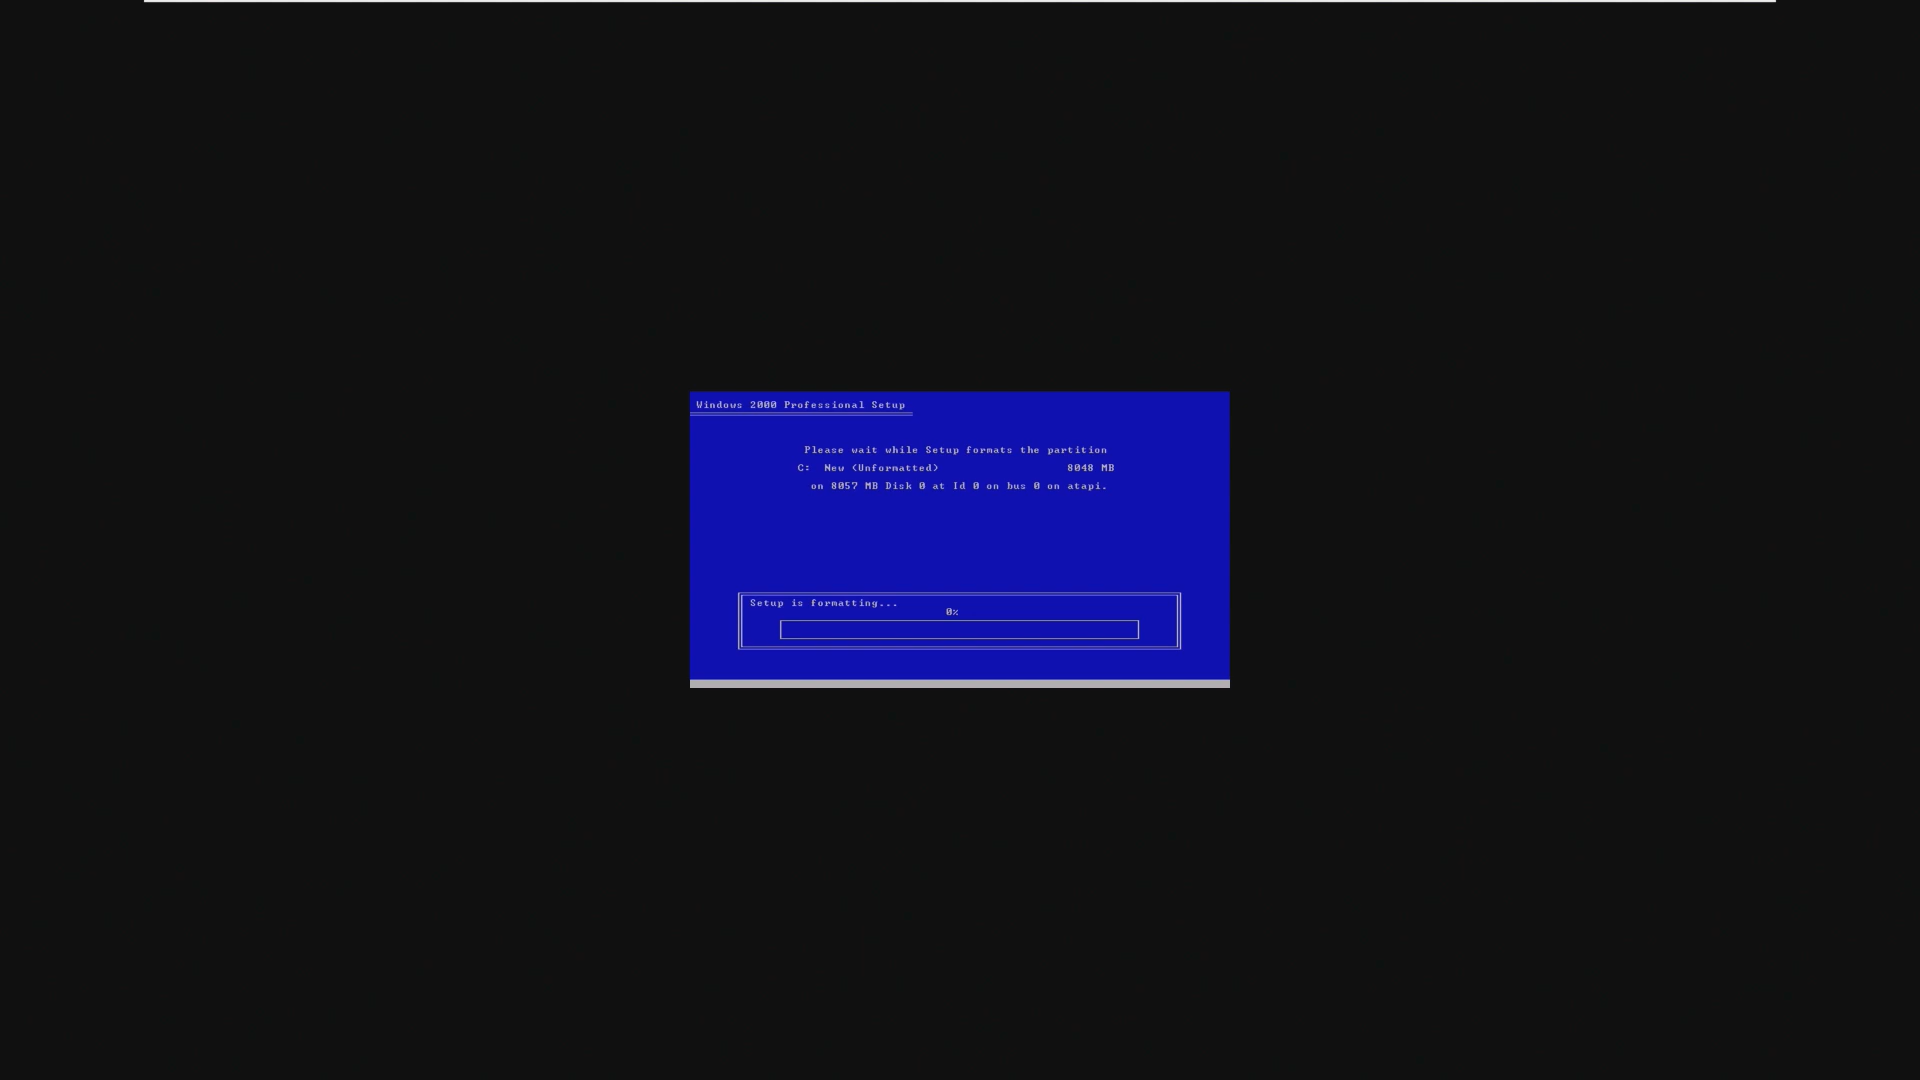 Windows 2000 Professional Setup
Please wait while Setup formats the partition
C: New (Unformatted) 8048 MB
on 8057 MB Disk 0 at Id 0 on bus 0 on atapi.
Setup is formatting...
0%